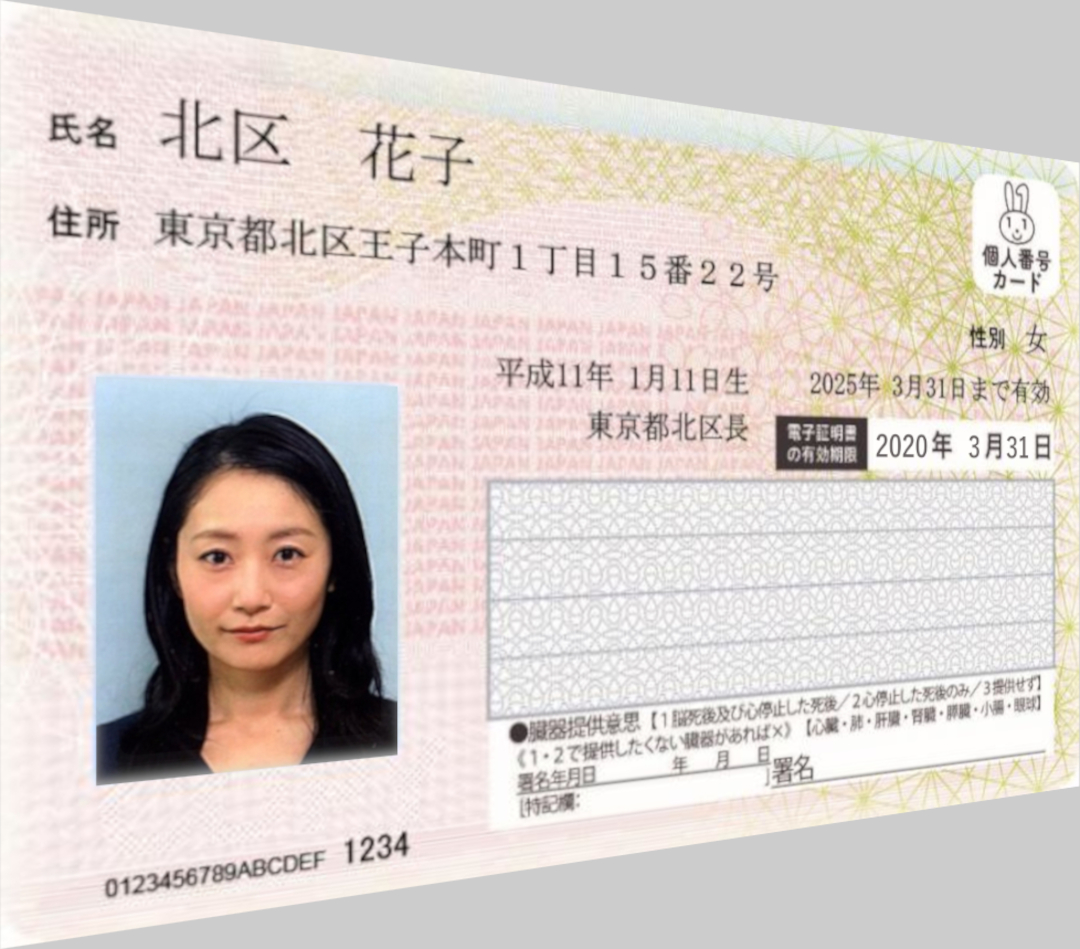 氏名 北区 花子
住所 東京都北区王子本町1丁目15番22号
個人番号
カード
性別 女
平成11年 1月11日生 2025年 3月31日まで有効
東京都北区長
電子証明書
の有効期限 2020年 3月31日
●臓器提供意思【1脳死後及び心停止した死後/2心停止した死後のみ/3提供せず】
《1・2で提供したくない臓器があれば×》【心臓・肺・肝臓・腎臓・膵臓・小腸・眼球】
署名年月日 年 月 日 署名
[特記欄: ]
0123456789ABCDEF 1234